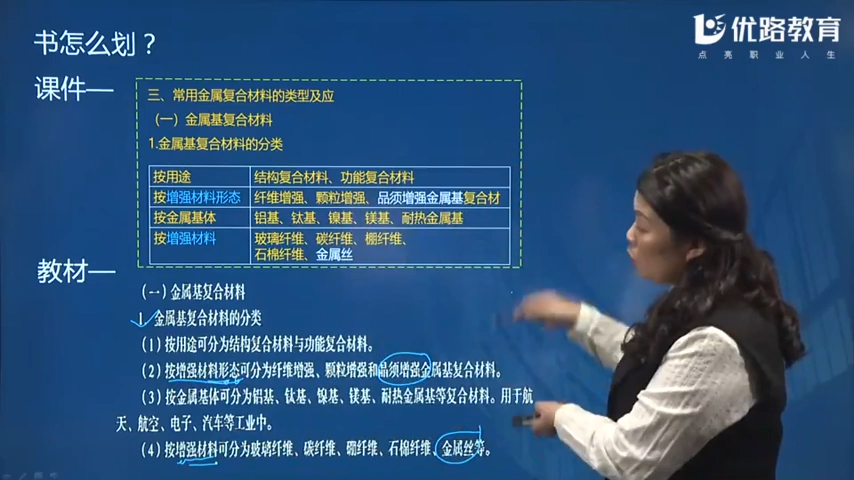 书怎么划？
优路教育
点亮职业人生
课件—
三、常用金属复合材料的类型及应
（一）金属基复合材料
1.金属基复合材料的分类
按用途 结构复合材料、功能复合材料
按增强材料形态 纤维增强、颗粒增强、品须增强金属基复合材
按金属基体 铝基、钛基、镍基、镁基、耐热金属基
按增强材料 玻璃纤维、碳纤维、棚纤维、
石棉纤维、金属丝
教材—
（一）金属基复合材料
1. 金属基复合材料的分类
（1）按用途可分为结构复合材料与功能复合材料。
（2）按增强材料形态可分为纤维增强、颗粒增强和晶须增强金属基复合材料。
（3）按金属基体可分为铝基、钛基、镍基、镁基、耐热金属基等复合材料。用于航
天、航空、电子、汽车等工业中。
（4）按增强材料可分为玻璃纤维、碳纤维、硼纤维、石棉纤维、金属丝等。